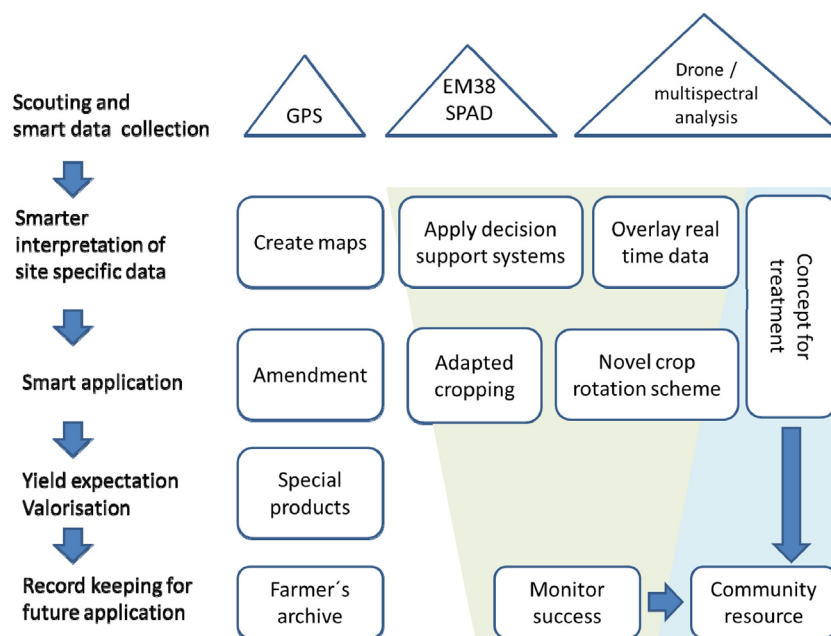 Scouting and
smart data collection
GPS
EM38
SPAD
Drone /
multispectral
analysis
Smarter
interpretation of
site specific data
Create maps
Apply decision
support systems
Overlay real
time data
Concept for
treatment
Smart application
Amendment
Adapted
cropping
Novel crop
rotation scheme
Yield expectation
Valorisation
Special
products
Record keeping for
future application
Farmer´s
archive
Monitor
success
Community
resource